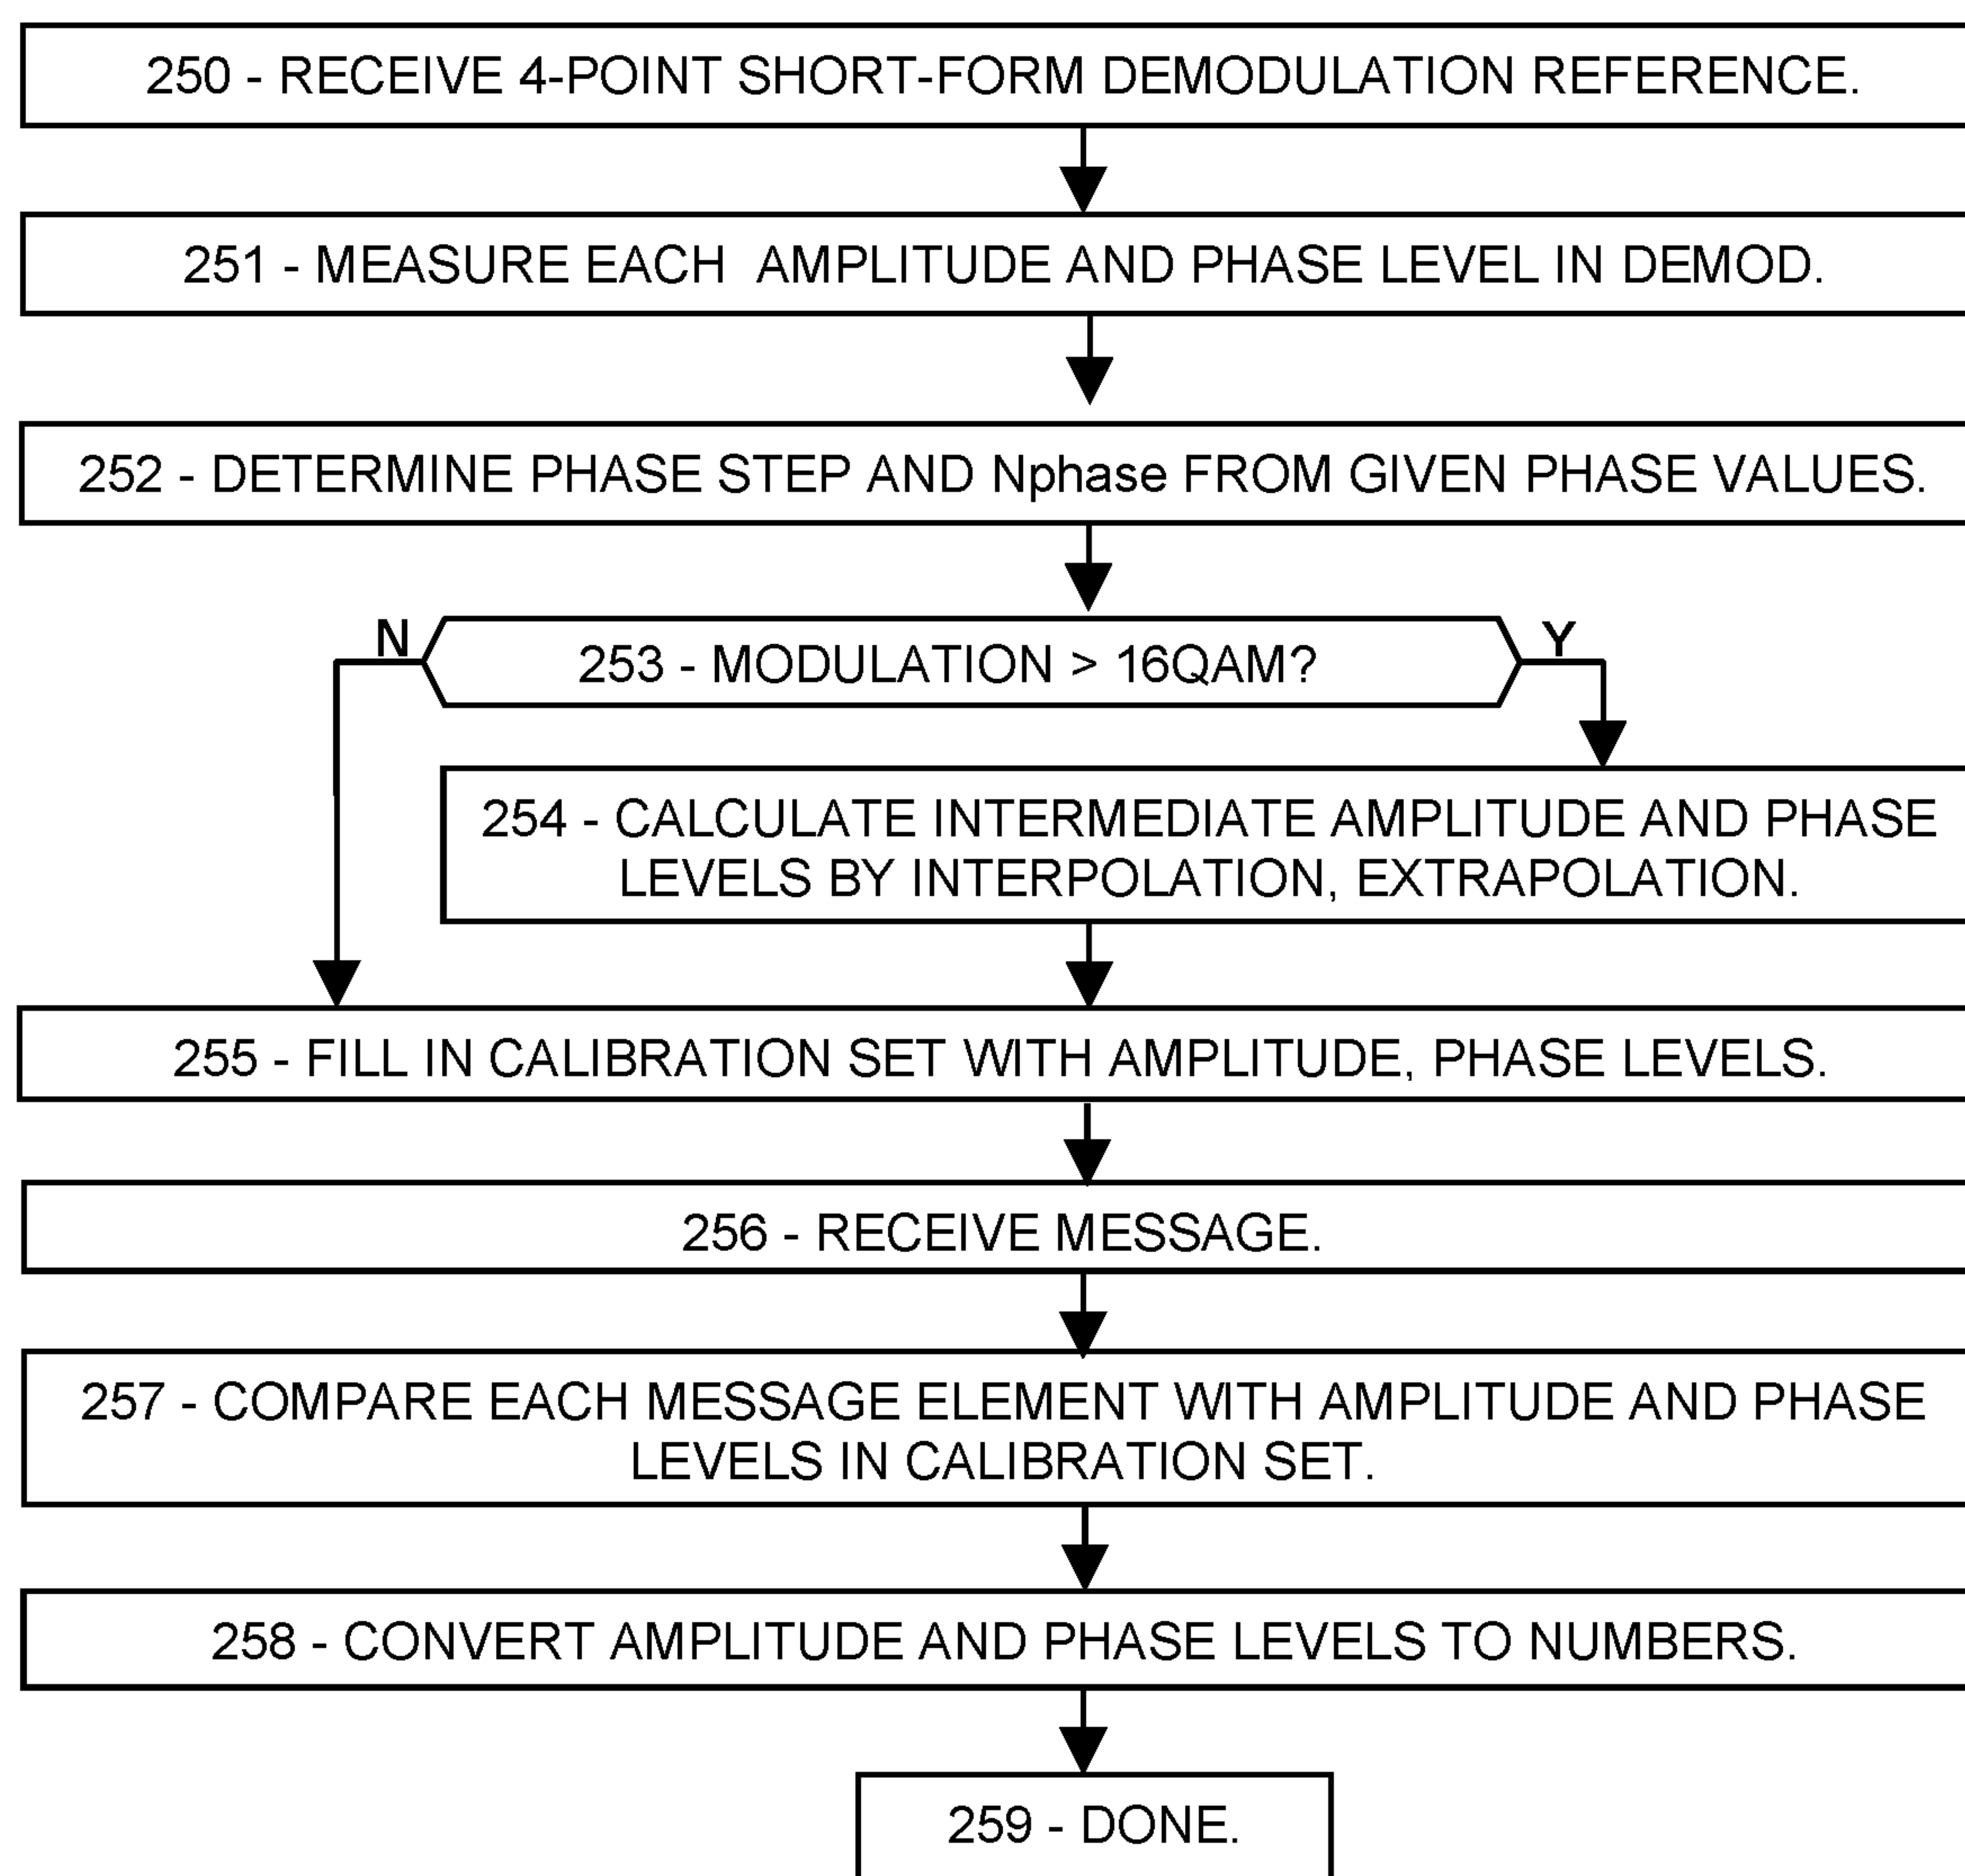 250 - RECEIVE 4-POINT SHORT-FORM DEMODULATION REFERENCE.
251 - MEASURE EACH AMPLITUDE AND PHASE LEVEL IN DEMOD.
252 - DETERMINE PHASE STEP AND Nphase FROM GIVEN PHASE VALUES.
N
Y
253 - MODULATION > 16QAM?
254 - CALCULATE INTERMEDIATE AMPLITUDE AND PHASE
LEVELS BY INTERPOLATION, EXTRAPOLATION.
255 - FILL IN CALIBRATION SET WITH AMPLITUDE, PHASE LEVELS.
256 - RECEIVE MESSAGE.
257 - COMPARE EACH MESSAGE ELEMENT WITH AMPLITUDE AND PHASE
LEVELS IN CALIBRATION SET.
258 - CONVERT AMPLITUDE AND PHASE LEVELS TO NUMBERS.
259 - DONE.